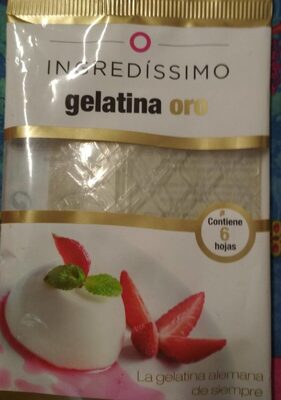 INGREDÍSSIMO
gelatina oro
Contiene
6
hojas
La gelatina alemana
de siempre